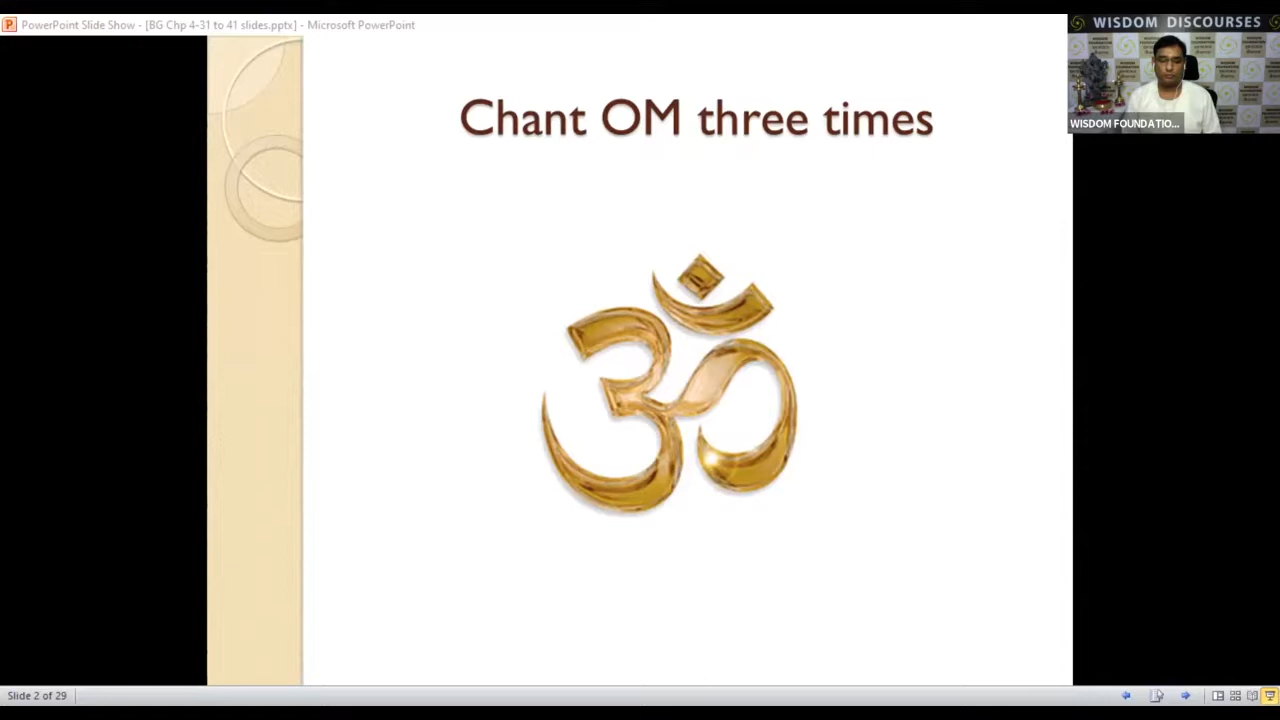 PowerPoint Slide Show - [BG Chp 4-31 to 41 slides.pptx] - Microsoft PowerPoint
WISDOM DISCOURSES
Chant OM three times
WISDOM FOUNDATIO...
ॐ
Slide 2 of 29